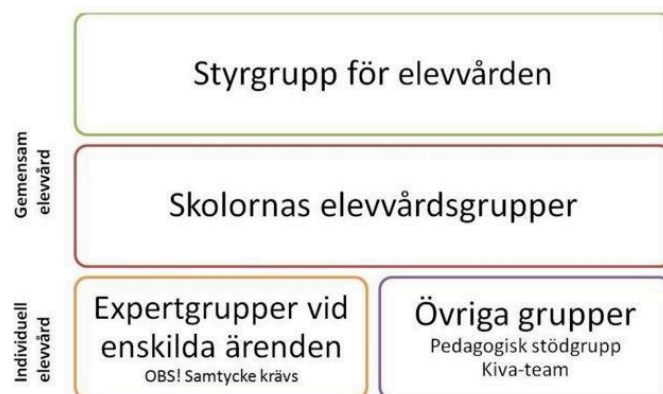 Styrgrupp för elevvården
Gemensam
elevvård
Skolornas elevvårdsgrupper
Individuell
elevvård
Expertgrupper vid
enskilda ärenden
OBS! Samtycke krävs
Övriga grupper
Pedagogisk stödgrupp
Kiva-team